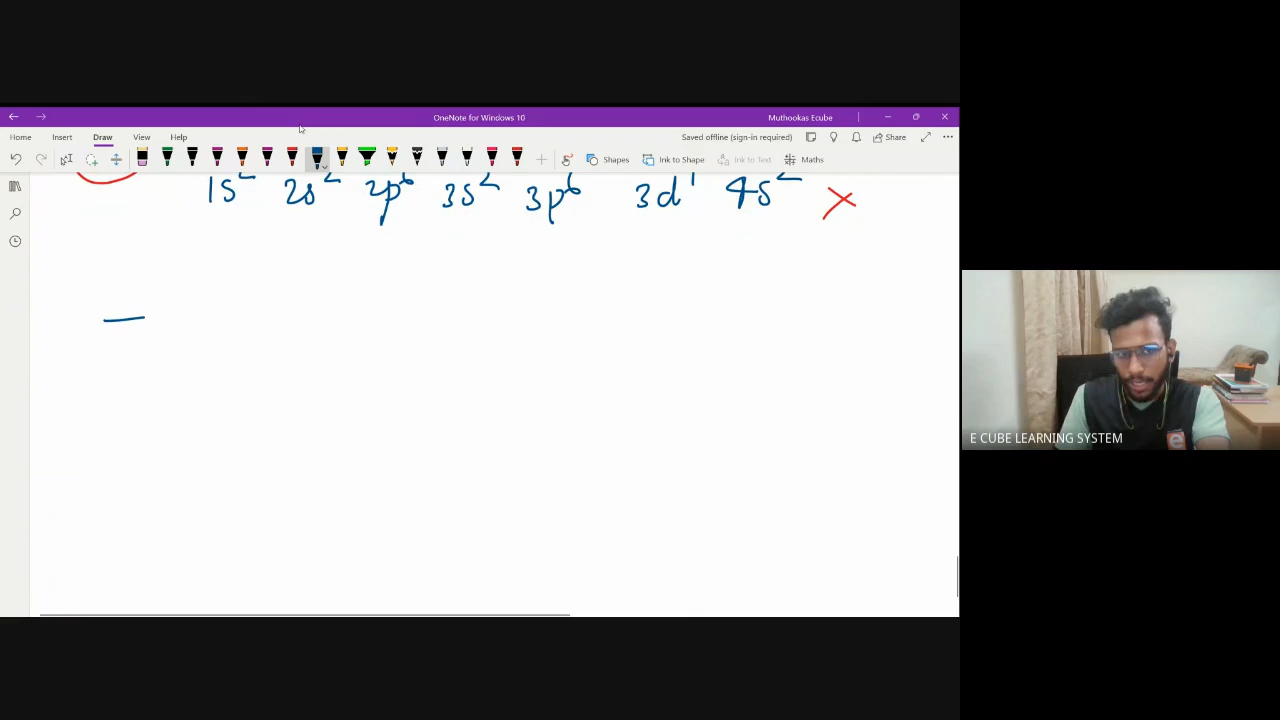 OneNote for Windows 10
Muthookas Ecube
Home Insert Draw View Help
Saved offline (sign-in required)
Share
Shapes
Ink to Shape
Ink to Text
Maths
1s² 2s² 2p⁶ 3s² 3p⁶ 3d¹ 4s² ×
E CUBE LEARNING SYSTEM